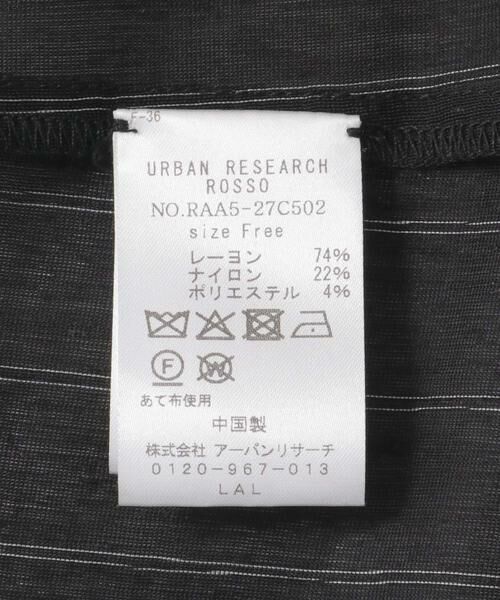 F-36
URBAN RESEARCH
ROSSO
NO.RAA5-27C502
size Free
レーヨン 74%
ナイロン 22%
ポリエステル 4%
F W
あて布使用
中国製
株式会社 アーバンリサーチ
0120-967-013
LAL